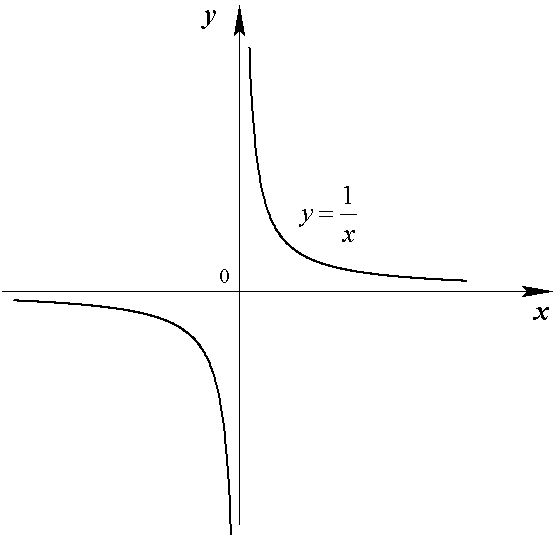 y
y = 1/x
0
x